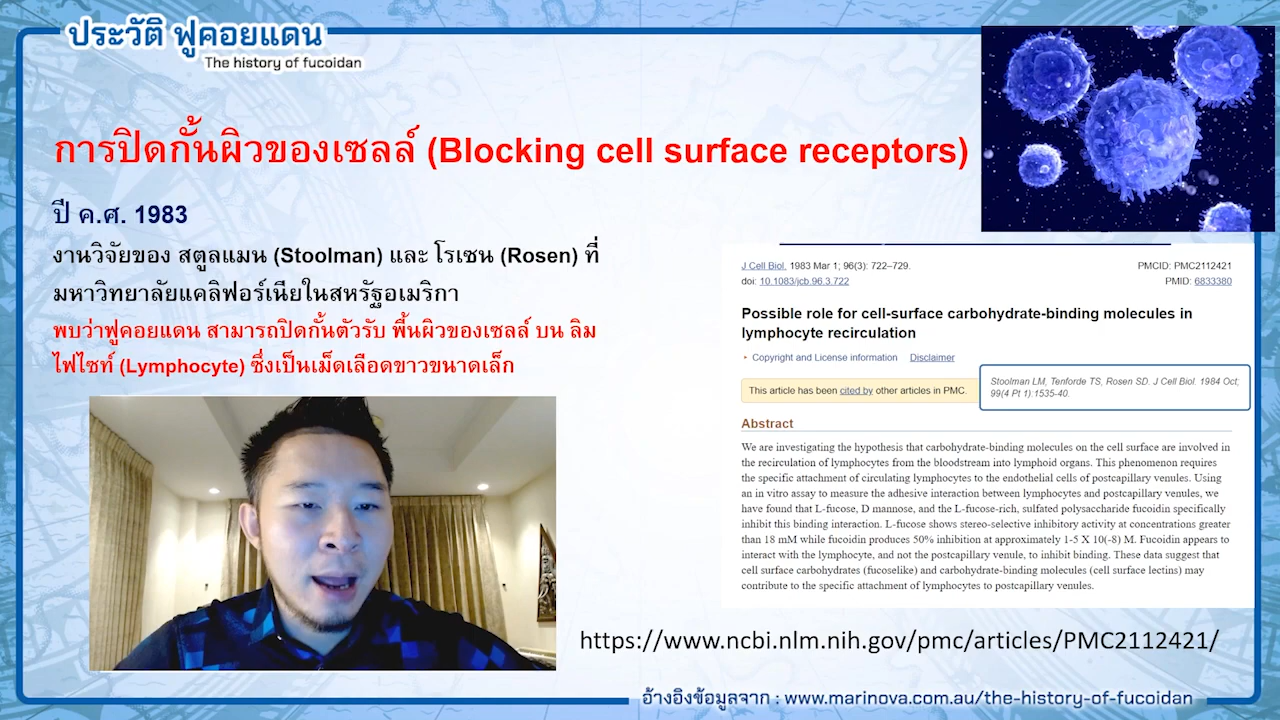 ประวัติ ฟูคอยแดน
The history of fucoidan
การปิดกั้นผิวของเซลล์ (Blocking cell surface receptors)
ปี ค.ศ. 1983
งานวิจัยของ สตูลแมน (Stoolman) และ โรเซน (Rosen) ที่
มหาวิทยาลัยแคลิฟอร์เนียในสหรัฐอเมริกา
พบว่าฟูคอยแดน สามารถปิดกั้นตัวรับ พื้นผิวของเซลล์ บน ลิม
ไฟไซท์ (Lymphocyte) ซึ่งเป็นเม็ดเลือดขาวขนาดเล็ก
J Cell Biol. 1983 Mar 1; 96(3): 722–729.
PMCID: PMC2112421
doi: 10.1083/jcb.96.3.722
PMID: 6833380
Possible role for cell-surface carbohydrate-binding molecules in
lymphocyte recirculation
Copyright and License information Disclaimer
This article has been cited by other articles in PMC.
Stoolman LM, Tenforde TS, Rosen SD. J Cell Biol. 1984 Oct;
99(4 Pt 1):1535-40.
Abstract
We are investigating the hypothesis that carbohydrate-binding molecules on the cell surface are involved in
the recirculation of lymphocytes from the bloodstream into lymphoid organs. This phenomenon requires
the specific attachment of circulating lymphocytes to the endothelial cells of postcapillary venules. Using
an in vitro assay to measure the adhesive interaction between lymphocytes and postcapillary venules, we
have found that L-fucose, D mannose, and the L-fucose-rich, sulfated polysaccharide fucoidin specifically
inhibit this binding interaction. L-fucose shows stereo-selective inhibitory activity at concentrations greater
than 18 mM while fucoidin produces 50% inhibition at approximately 1-5 X 10(-8) M. Fucoidin appears to
interact with the lymphocyte, and not the postcapillary venule, to inhibit binding. These data suggest that
cell surface carbohydrates (fucoselike) and carbohydrate-binding molecules (cell surface lectins) may
contribute to the specific attachment of lymphocytes to postcapillary venules.
https://www.ncbi.nlm.nih.gov/pmc/articles/PMC2112421/
อ้างอิงข้อมูลจาก : www.marinova.com.au/the-history-of-fucoidan